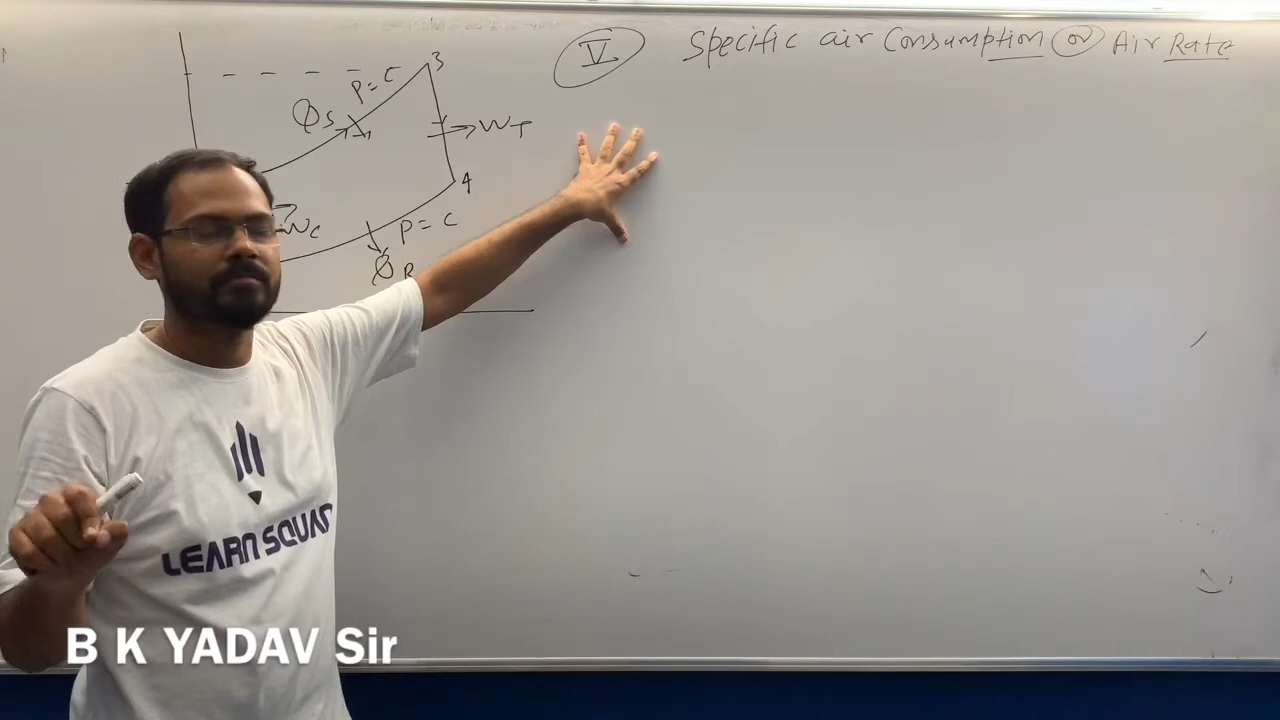 V Specific air Consumption or Air Rate
3
P = C
QS
WT
4
WC
P = C
QR
LEARN SQUAD
B K YADAV Sir